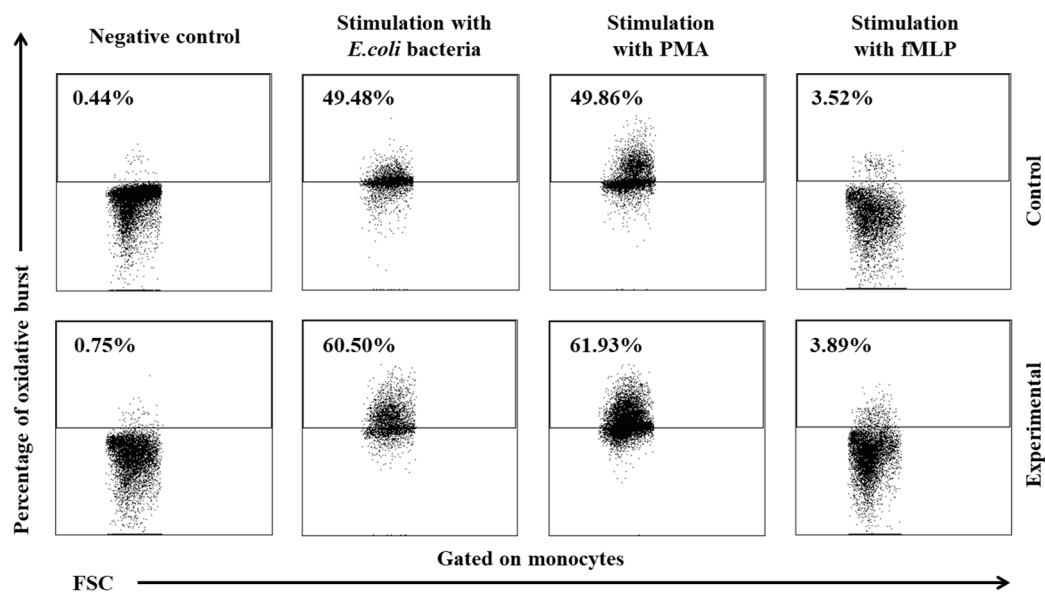 Negative control
Stimulation with
E.coli bacteria
Stimulation
with PMA
Stimulation
with fMLP
0.44%
49.48%
49.86%
3.52%
Control
0.75%
60.50%
61.93%
3.89%
Experimental
Percentage of oxidative burst
Gated on monocytes
FSC